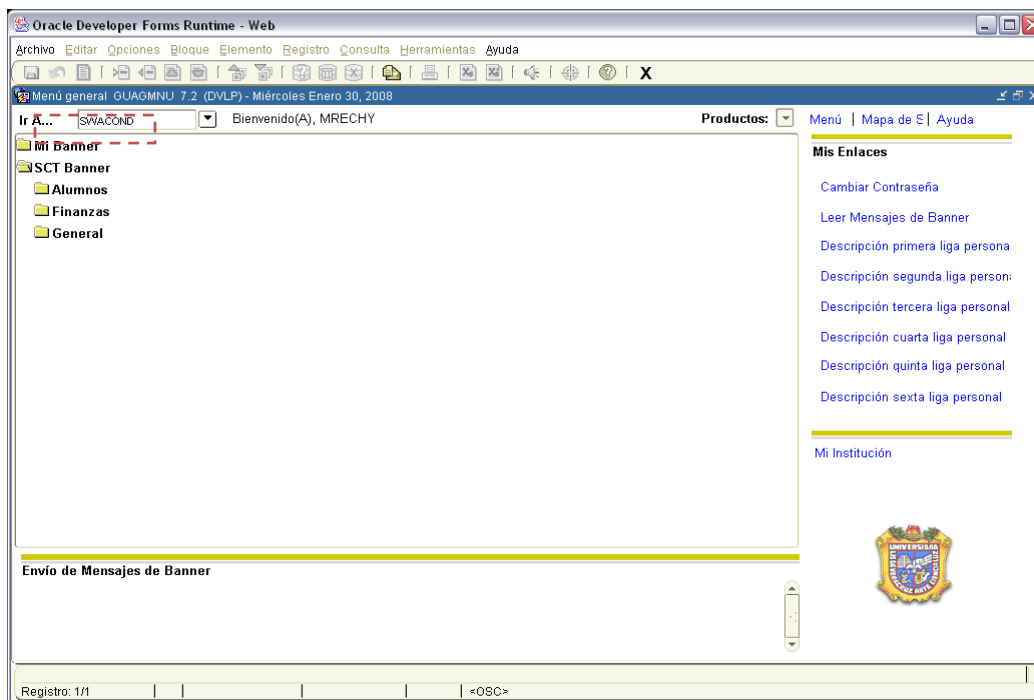 Oracle Developer Forms Runtime - Web
Archivo Editar Opciones Bloque Elemento Registro Consulta Herramientas Ayuda
X
Menú general GUAGMNU 7.2 (DVLP) - Miércoles Enero 30, 2008
Ir A... SWACOND Bienvenido(A), MRECHY Productos: Menú | Mapa de S | Ayuda
Mi Banner
SCT Banner
Alumnos
Finanzas
General
Mis Enlaces
Cambiar Contraseña
Leer Mensajes de Banner
Descripción primera liga persona
Descripción segunda liga person
Descripción tercera liga personal
Descripción cuarta liga personal
Descripción quinta liga personal
Descripción sexta liga personal
Mi Institución
UNIVERSIDAD
Envío de Mensajes de Banner
Registro: 1/1 <OSC>